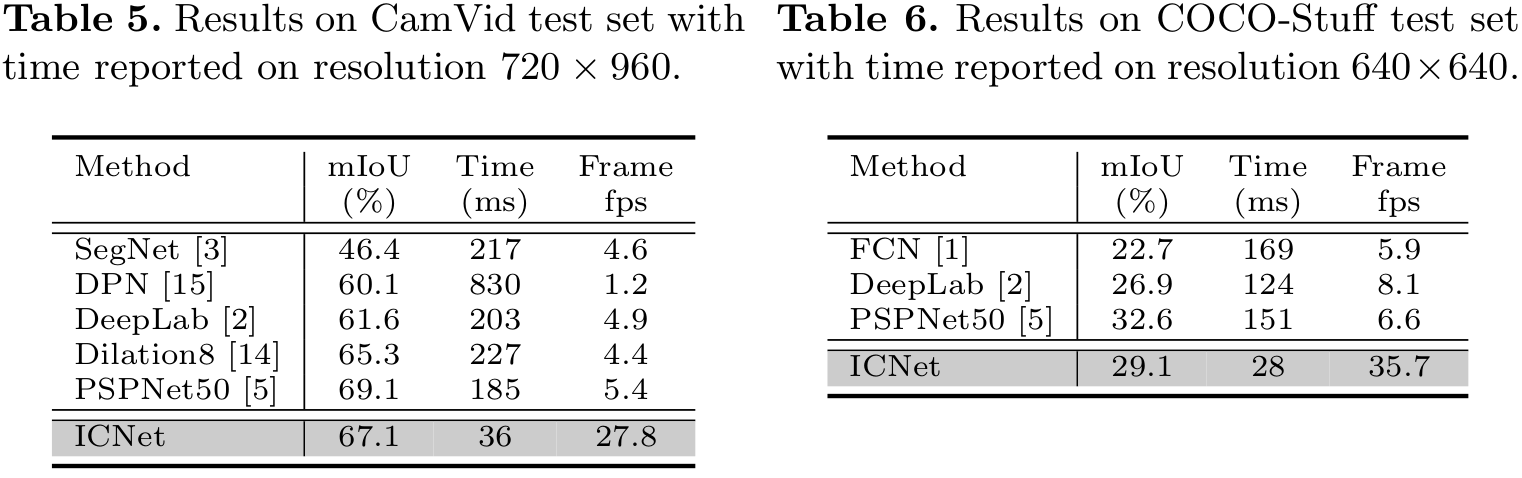 Table 5. Results on CamVid test set with
time reported on resolution 720 × 960.
Method mIoU Time Frame
(%) (ms) fps
SegNet [3] 46.4 217 4.6
DPN [15] 60.1 830 1.2
DeepLab [2] 61.6 203 4.9
Dilation8 [14] 65.3 227 4.4
PSPNet50 [5] 69.1 185 5.4
ICNet 67.1 36 27.8
Table 6. Results on COCO-Stuff test set
with time reported on resolution 640×640.
Method mIoU Time Frame
(%) (ms) fps
FCN [1] 22.7 169 5.9
DeepLab [2] 26.9 124 8.1
PSPNet50 [5] 32.6 151 6.6
ICNet 29.1 28 35.7